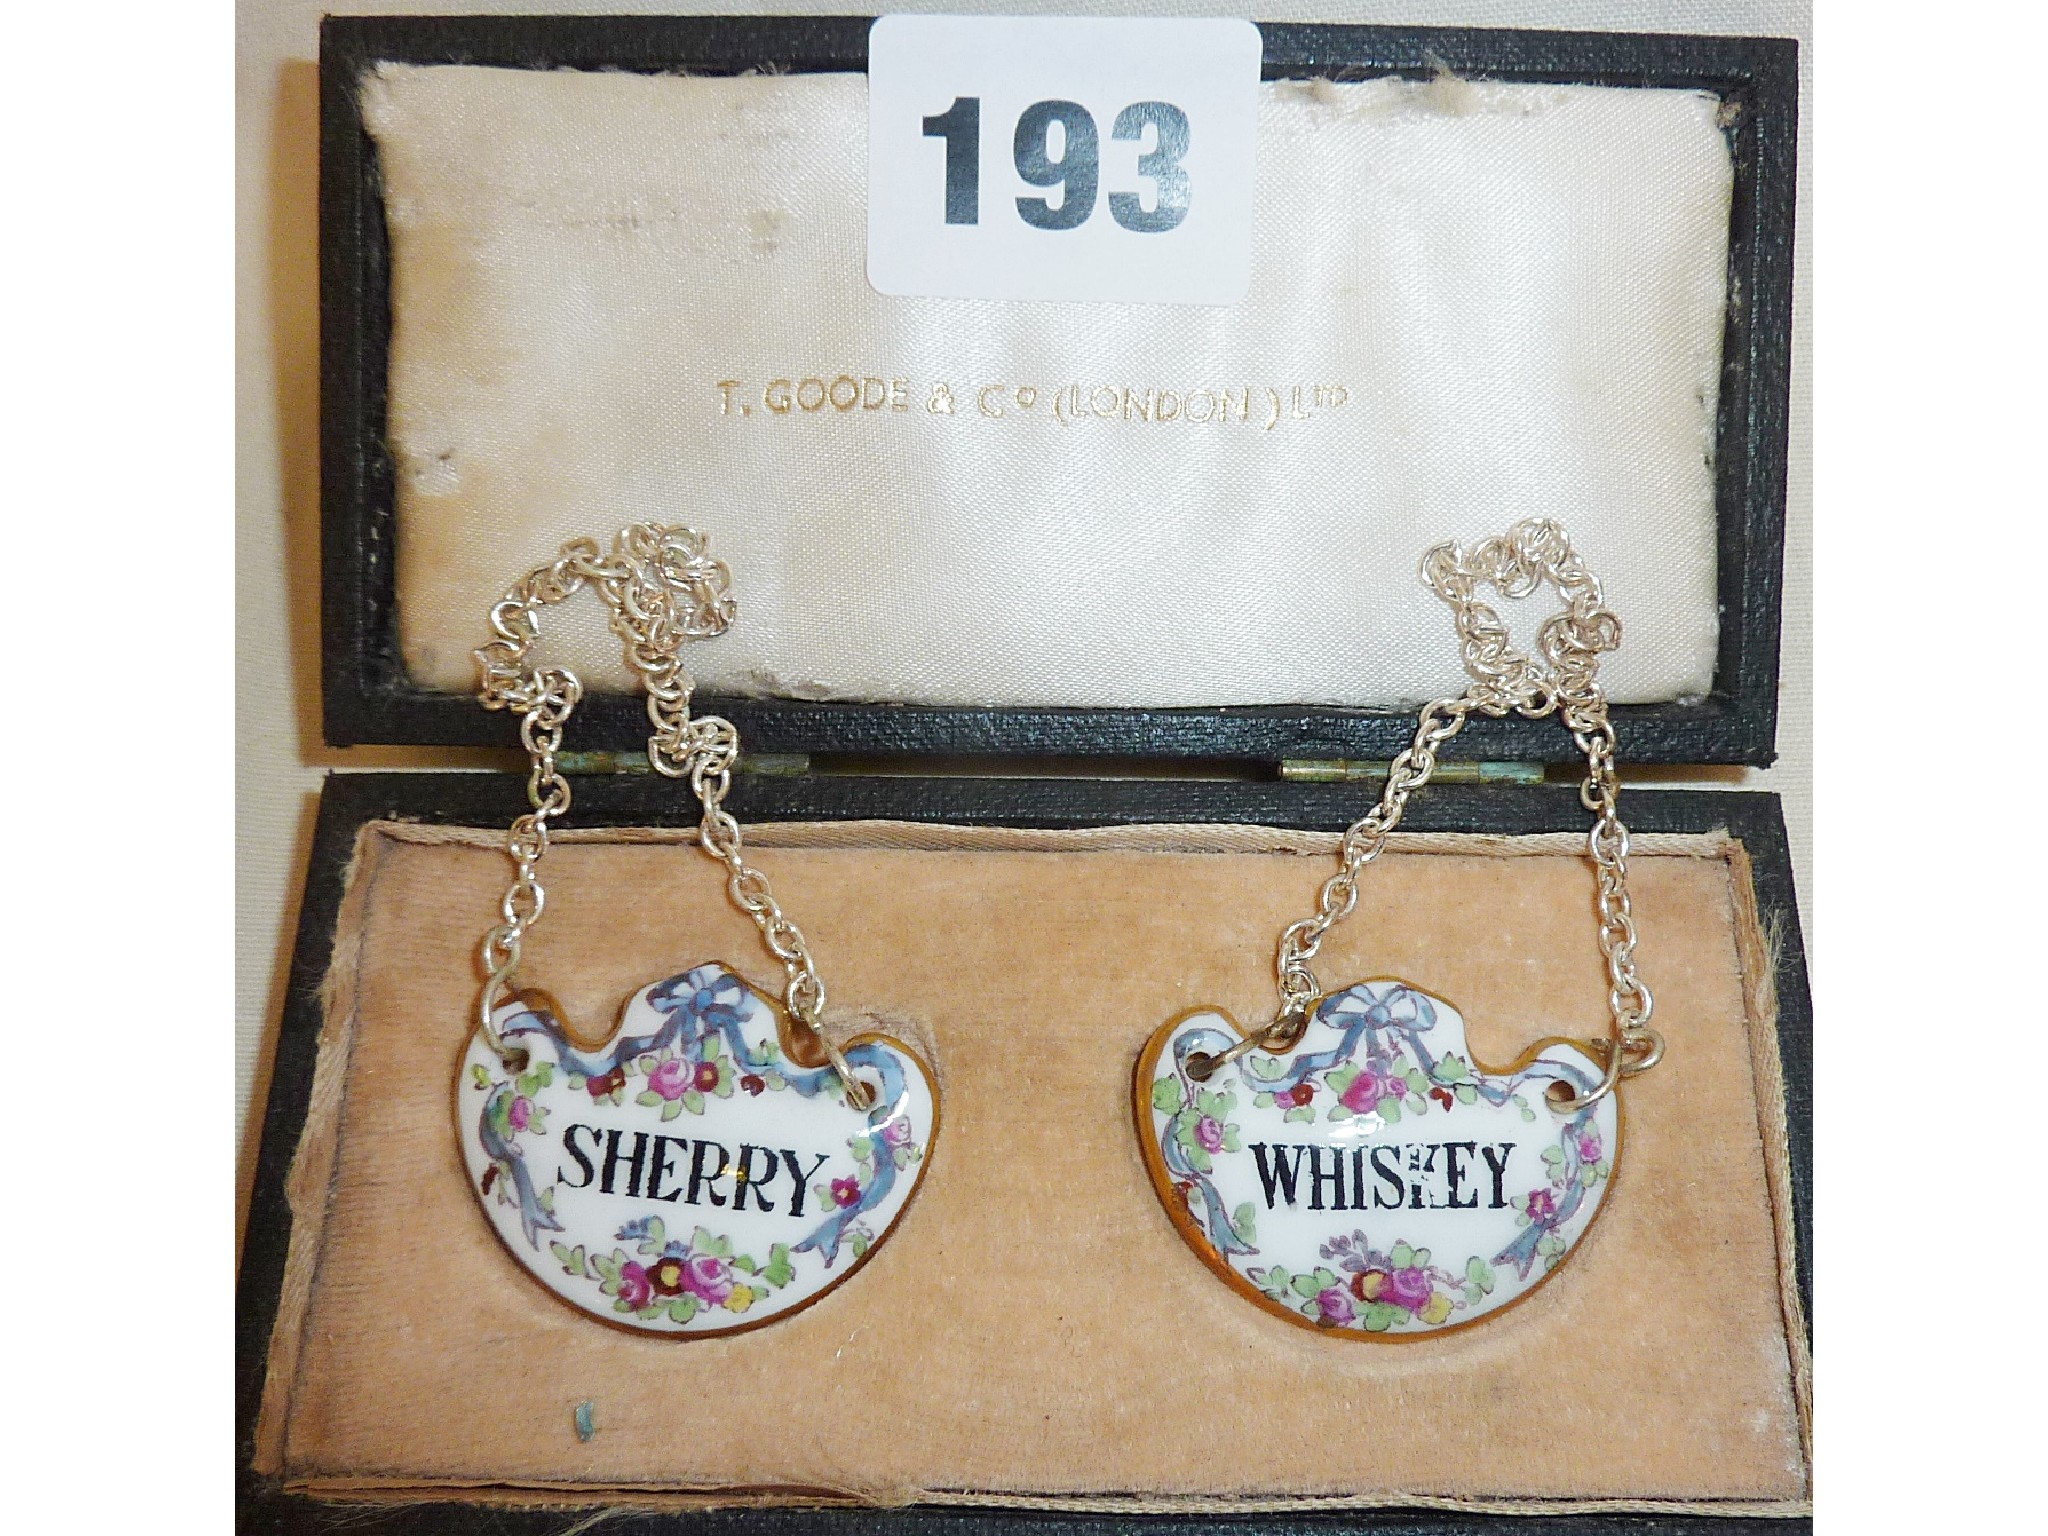 193
T. GOODE & Co (LONDON) LTD
SHERRY
WHISKEY